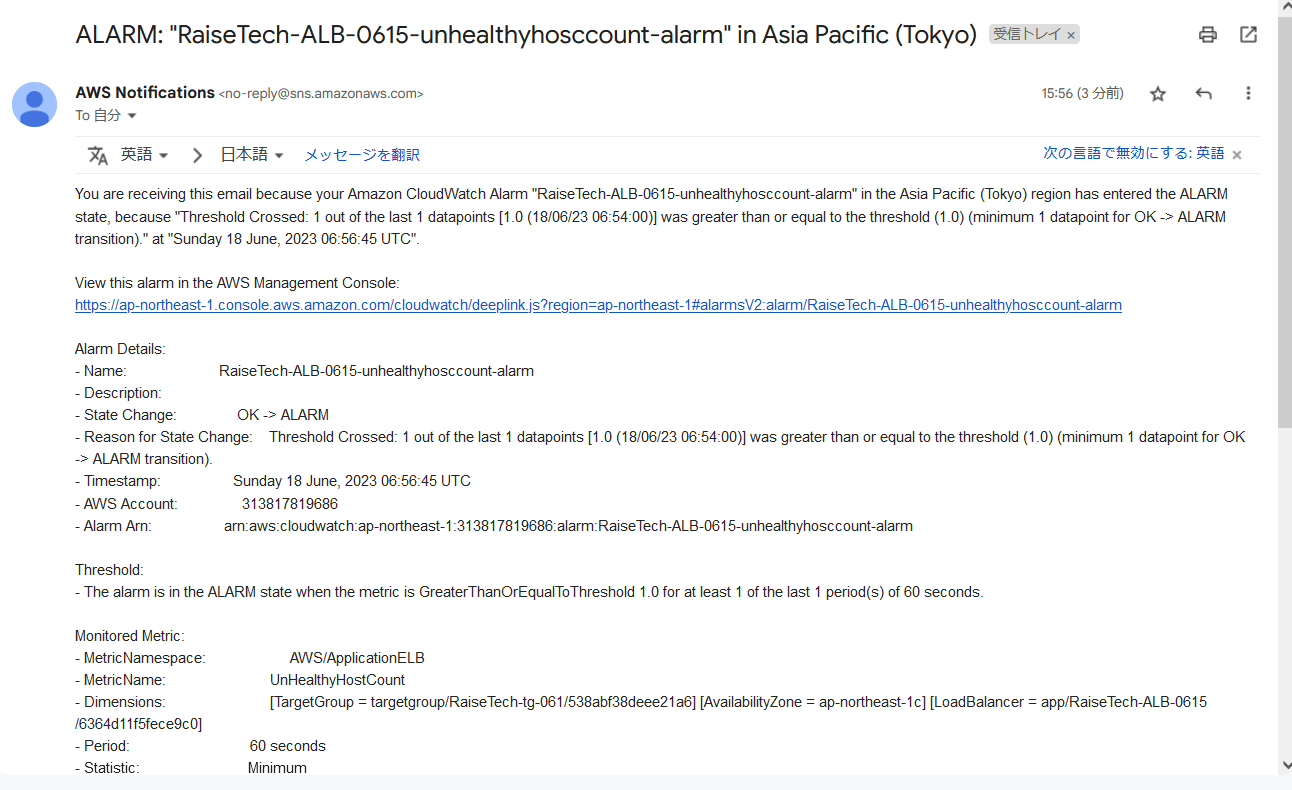 ALARM: "RaiseTech-ALB-0615-unhealthyhosccount-alarm" in Asia Pacific (Tokyo) 受信トレイ ×
AWS Notifications <no-reply@sns.amazonaws.com> 15:56 (3 分前)
To 自分
英語 日本語 メッセージを翻訳 次の言語で無効にする: 英語 ×
You are receiving this email because your Amazon CloudWatch Alarm "RaiseTech-ALB-0615-unhealthyhosccount-alarm" in the Asia Pacific (Tokyo) region has entered the ALARM
state, because "Threshold Crossed: 1 out of the last 1 datapoints [1.0 (18/06/23 06:54:00)] was greater than or equal to the threshold (1.0) (minimum 1 datapoint for OK -> ALARM
transition)." at "Sunday 18 June, 2023 06:56:45 UTC".
View this alarm in the AWS Management Console:
https://ap-northeast-1.console.aws.amazon.com/cloudwatch/deeplink.js?region=ap-northeast-1#alarmsV2:alarm/RaiseTech-ALB-0615-unhealthyhosccount-alarm
Alarm Details:
- Name: RaiseTech-ALB-0615-unhealthyhosccount-alarm
- Description:
- State Change: OK -> ALARM
- Reason for State Change: Threshold Crossed: 1 out of the last 1 datapoints [1.0 (18/06/23 06:54:00)] was greater than or equal to the threshold (1.0) (minimum 1 datapoint for OK
-> ALARM transition).
- Timestamp: Sunday 18 June, 2023 06:56:45 UTC
- AWS Account: 313817819686
- Alarm Arn: arn:aws:cloudwatch:ap-northeast-1:313817819686:alarm:RaiseTech-ALB-0615-unhealthyhosccount-alarm
Threshold:
- The alarm is in the ALARM state when the metric is GreaterThanOrEqualToThreshold 1.0 for at least 1 of the last 1 period(s) of 60 seconds.
Monitored Metric:
- MetricNamespace: AWS/ApplicationELB
- MetricName: UnHealthyHostCount
- Dimensions: [TargetGroup = targetgroup/RaiseTech-tg-061/538abf38deee21a6] [AvailabilityZone = ap-northeast-1c] [LoadBalancer = app/RaiseTech-ALB-0615
/6364d11f5fece9c0]
- Period: 60 seconds
- Statistic: Minimum